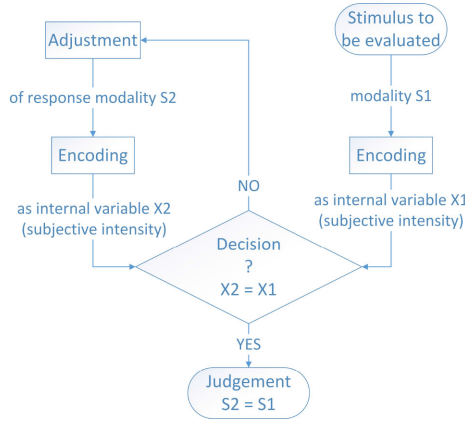 Stimulus to
be evaluated
Adjustment
of response modality S2
modality S1
Encoding
Encoding
NO
as internal variable X2
(subjective intensity)
as internal variable X1
(subjective intensity)
Decision
?
X2 = X1
YES
Judgement
S2 = S1